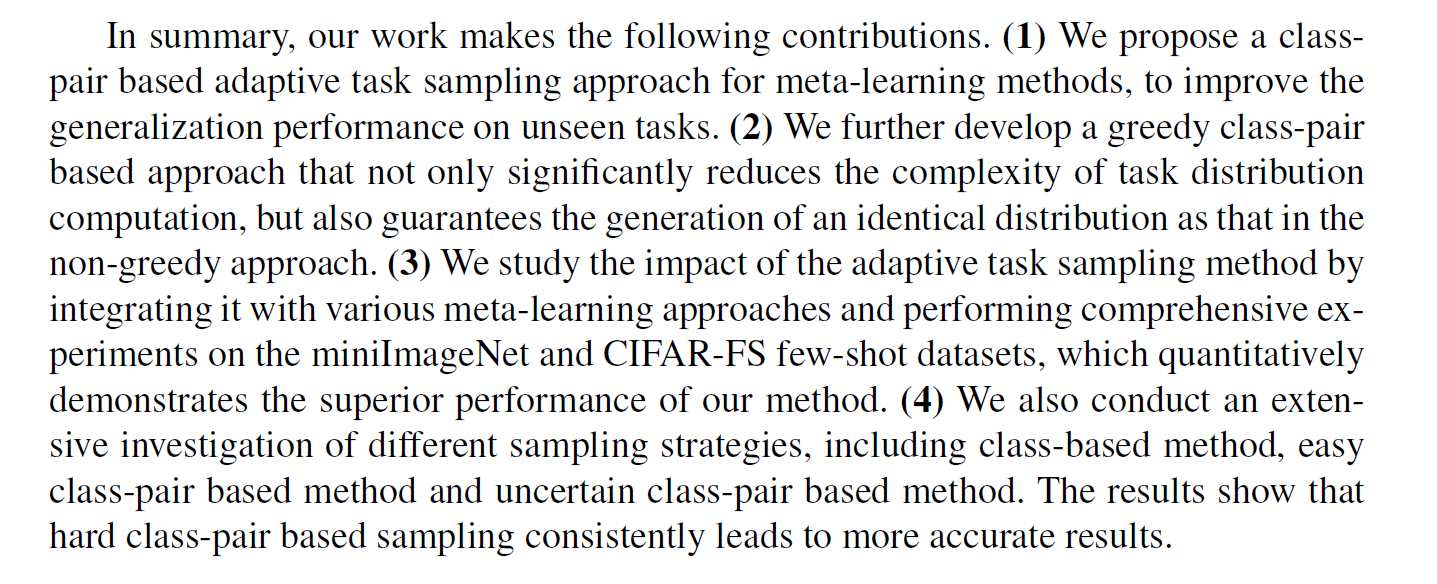 In summary, our work makes the following contributions. (1) We propose a class-
pair based adaptive task sampling approach for meta-learning methods, to improve the
generalization performance on unseen tasks. (2) We further develop a greedy class-pair
based approach that not only significantly reduces the complexity of task distribution
computation, but also guarantees the generation of an identical distribution as that in the
non-greedy approach. (3) We study the impact of the adaptive task sampling method by
integrating it with various meta-learning approaches and performing comprehensive ex-
periments on the miniImageNet and CIFAR-FS few-shot datasets, which quantitatively
demonstrates the superior performance of our method. (4) We also conduct an exten-
sive investigation of different sampling strategies, including class-based method, easy
class-pair based method and uncertain class-pair based method. The results show that
hard class-pair based sampling consistently leads to more accurate results.